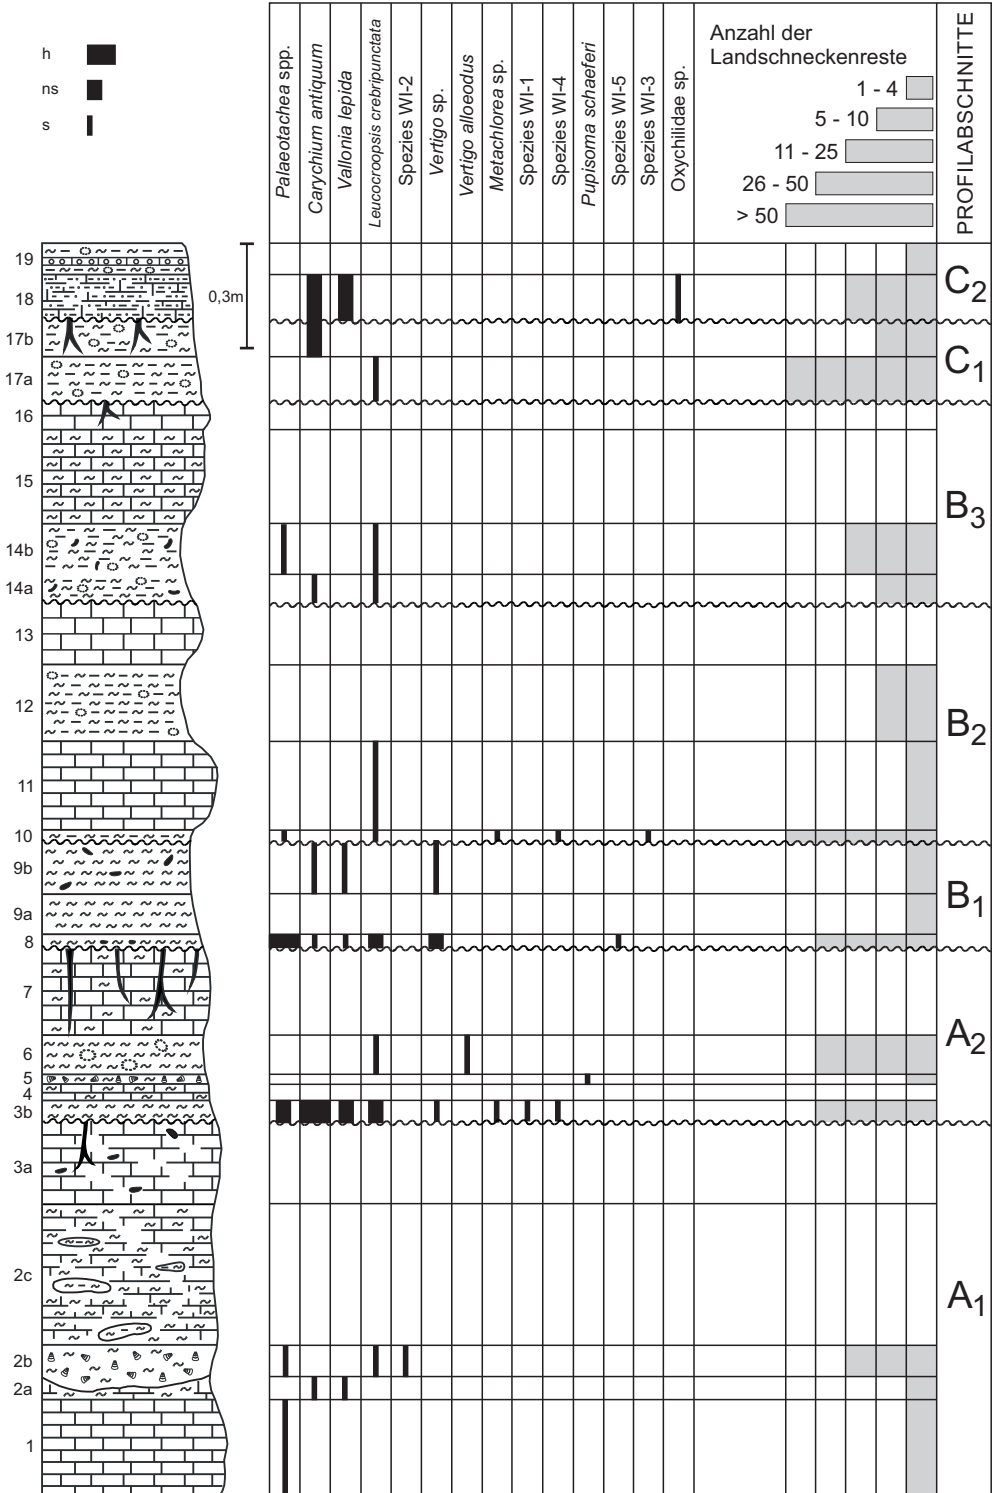 h
ns
s
Palaeotachea spp.
Carychium antiquum
Vallonia lepida
Leucocroopsis crebripunctata
Spezies WI-2
Vertigo sp.
Vertigo alloeodus
Metachlorea sp.
Spezies WI-1
Spezies WI-4
Pupisoma schaeferi
Spezies WI-5
Spezies WI-3
Oxychilidae sp.
Anzahl der
Landschneckenreste
1 - 4
5 - 10
11 - 25
26 - 50
> 50
PROFILABSCHNITTE
0,3m
19
18
17b
17a
16
15
14b
14a
13
12
11
10
9b
9a
8
7
6
5
4
3b
3a
2c
2b
2a
1
C2
C1
B3
B2
B1
A2
A1